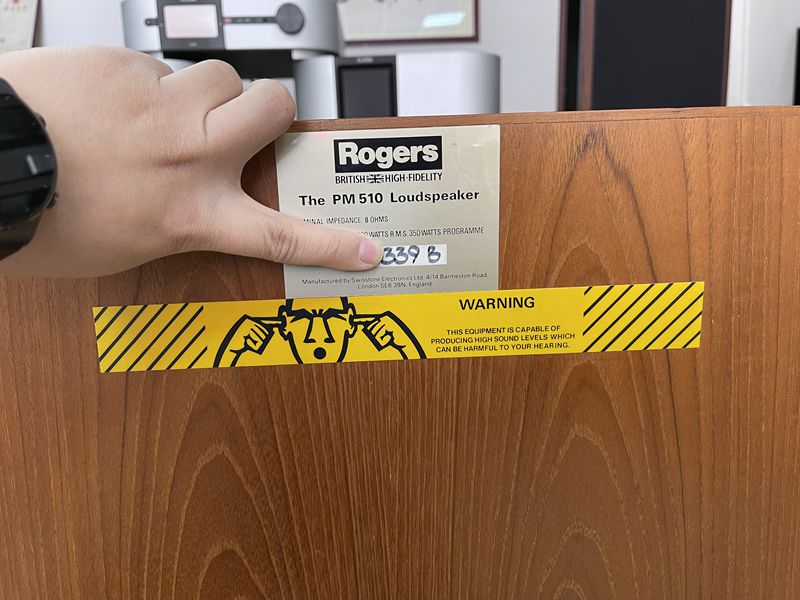 Rogers
BRITISH HIGH-FIDELITY
The PM 510 Loudspeaker
IMPEDANCE 8 OHMS
WATTS R.M.S. 350 WATTS PROGRAMME
339 B
Manufactured by Swisstone Electronics Ltd. 4/14 Barmeston Road,
London SE6 3BN, England
WARNING
THIS EQUIPMENT IS CAPABLE OF
PRODUCING HIGH SOUND LEVELS WHICH
CAN BE HARMFUL TO YOUR HEARING.